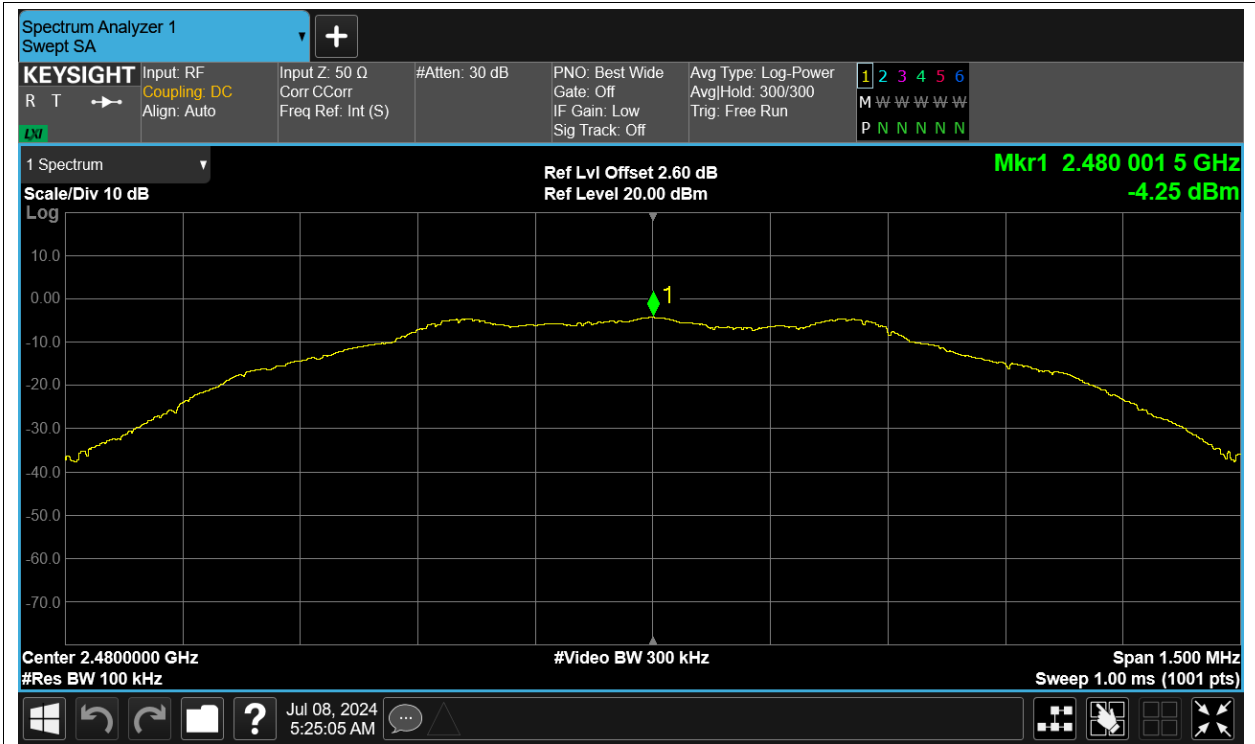 Spectrum Analyzer 1
Swept SA
KEYSIGHT
R T
LXI
Input: RF
Coupling: DC
Align: Auto
Input Z: 50 Ω
Corr CCorr
Freq Ref: Int (S)
#Atten: 30 dB
PNO: Best Wide
Gate: Off
IF Gain: Low
Sig Track: Off
Avg Type: Log-Power
Avg|Hold: 300/300
Trig: Free Run
1 2 3 4 5 6
M W W W W W
P N N N N N
1 Spectrum
Scale/Div 10 dB
Log
Ref Lvl Offset 2.60 dB
Ref Level 20.00 dBm
Mkr1 2.480 001 5 GHz
-4.25 dBm
10.0
0.00
-10.0
-20.0
-30.0
-40.0
-50.0
-60.0
-70.0
1
Center 2.4800000 GHz
#Res BW 100 kHz
#Video BW 300 kHz
Span 1.500 MHz
Sweep 1.00 ms (1001 pts)
?
Jul 08, 2024
5:25:05 AM